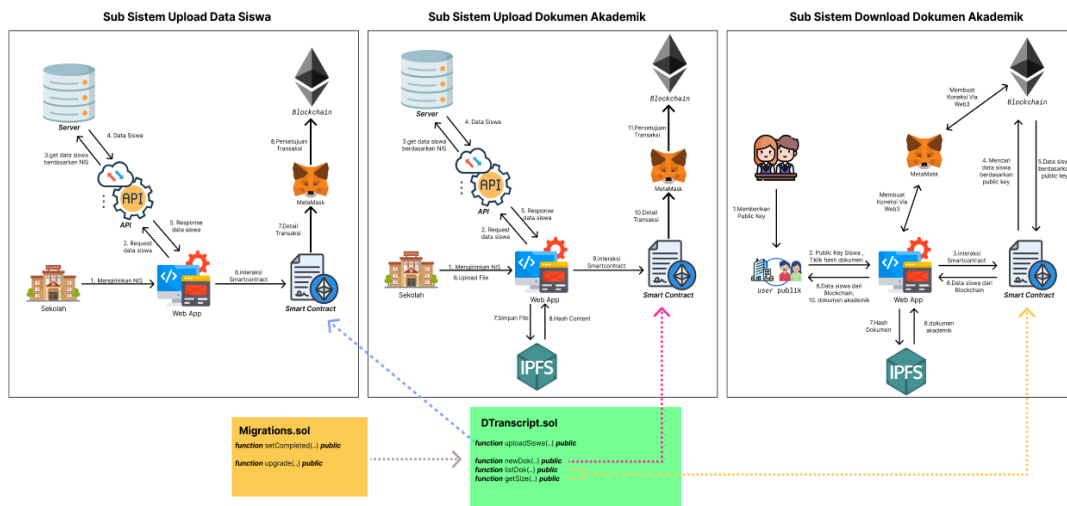 Sub Sistem Upload Data Siswa
Server
4. Data Siswa
3.get data siswa
berdasarkan NIS
API
API
5. Response
data siswa
2. Request
data siswa
1. Mengirimkan NIS
Sekolah
Web App
6.interaksi
Smartcontract
Smart Contract
7.Detail
Transaksi
MetaMask
8.Persetujuan
Transaksi
Blockchain
Sub Sistem Upload Dokumen Akademik
Server
4. Data Siswa
3.get data siswa
berdasarkan NIS
API
API
5. Response
data siswa
2. Request
data siswa
1. Mengirimkan NIS
6.Upload File
Sekolah
Web App
7.Simpan File
8.Hash Content
IPFS
9.interaksi
Smartcontract
Smart Contract
10.Detail
Transaksi
MetaMask
11.Persetujuan
Transaksi
Blockchain
Sub Sistem Download Dokumen Akademik
Membuat
Koneksi Via
Web3
Blockchain
MetaMask
Membuat
Koneksi Via
Web3
4. Mencari
data siswa
berdasarkan
public key
5.Data siswa
berdasarkan
public key
1.Memberikan
Public Key
user publik
2. Public Key Siswa ,
7.klik hash dokumen
6.Data siswa dari
Blockchain,
10. dokumen akademik
Web App
3.interaksi
Smartcontract
6.Data siswa dari
Blockchain
Smart Contract
7.Hash
Dokumen
8.dokumen
akademik
IPFS
Migrations.sol
function setCompleted(..) public
function upgrade(..) public
DTranscript.sol
function uploadSiswa(..) public
function newDok(..) public
function listDok(..) public
function getSize(..) public